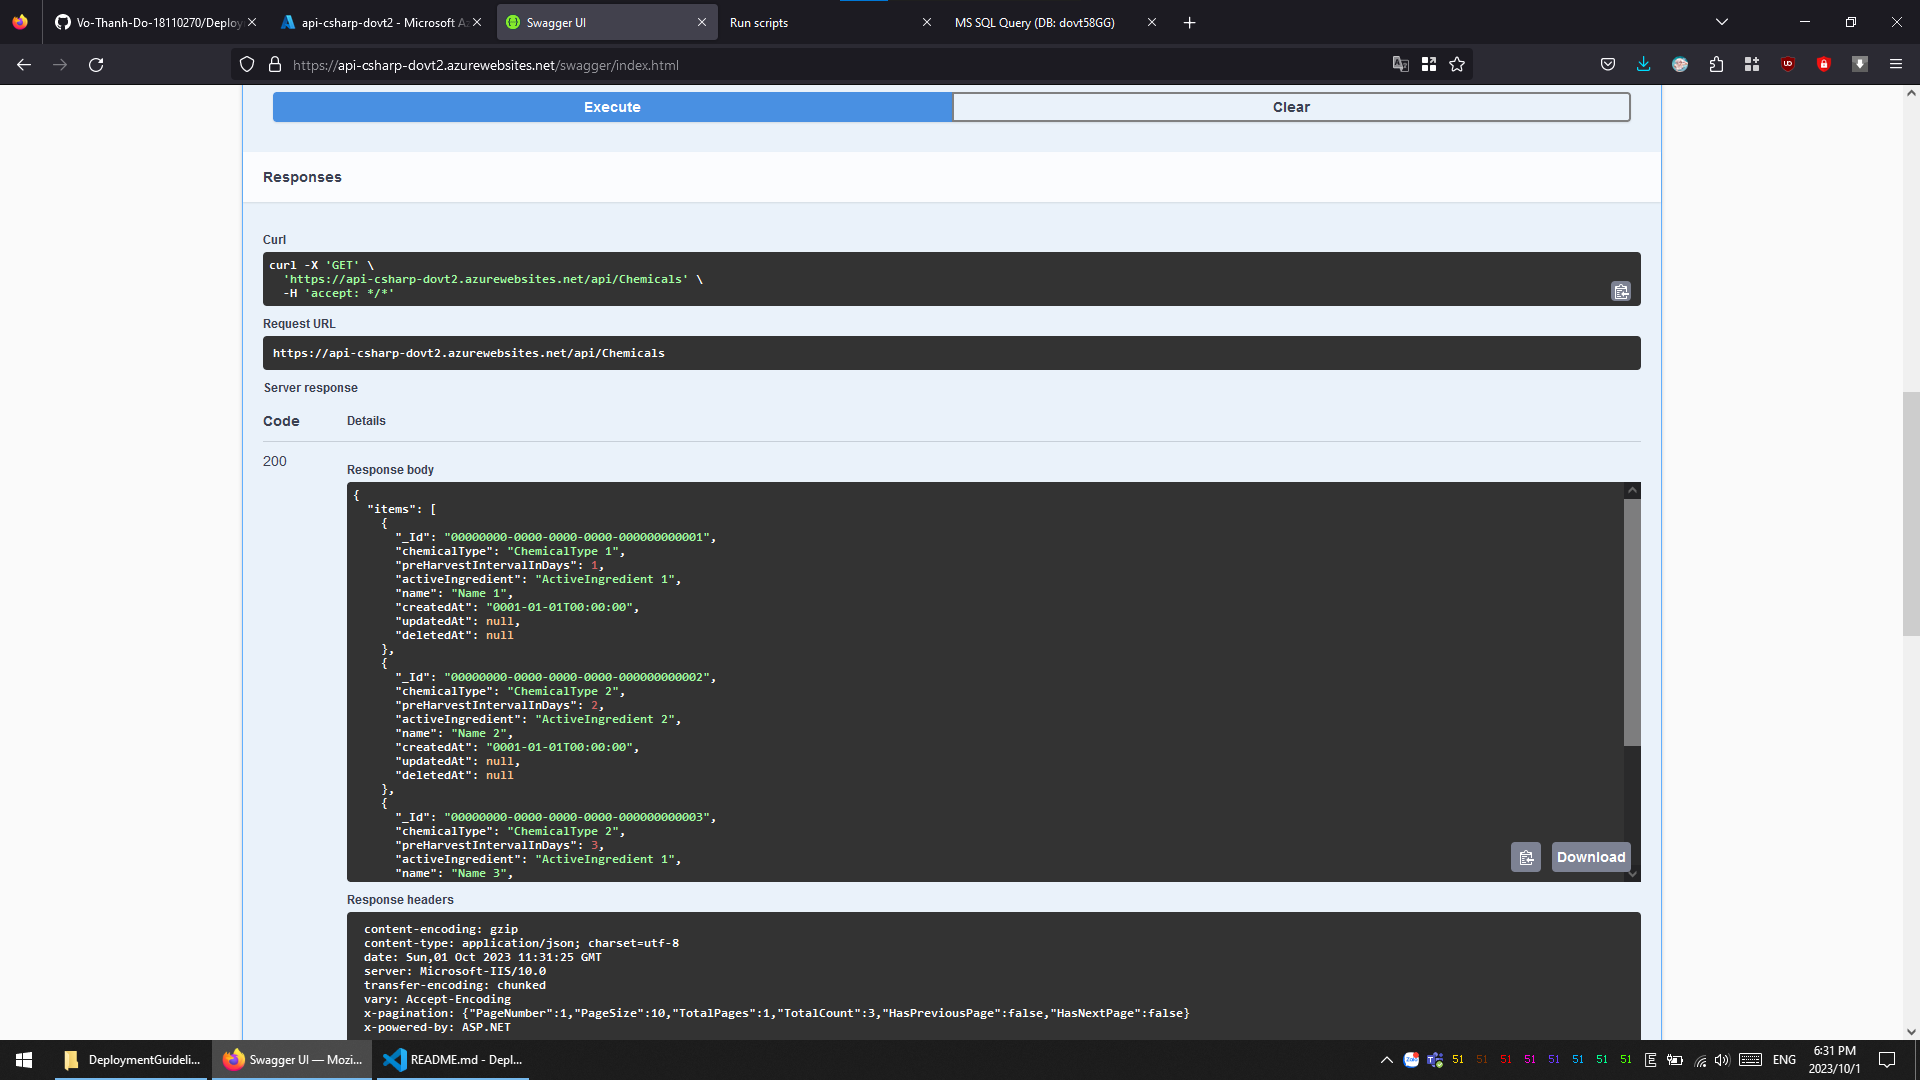 Vo-Thanh-Do-18110270/Deploy
api-csharp-dovt2 - Microsoft Az
Swagger UI
Run scripts
MS SQL Query (DB: dovt58GG)
https://api-csharp-dovt2.azurewebsites.net/swagger/index.html
Execute
Clear
Responses
Curl
curl -X 'GET' \
'https://api-csharp-dovt2.azurewebsites.net/api/Chemicals' \
-H 'accept: */*'
Request URL
https://api-csharp-dovt2.azurewebsites.net/api/Chemicals
Server response
Code
Details
200
Response body
{
"items": [
{
"_Id": "00000000-0000-0000-0000-000000000001",
"chemicalType": "ChemicalType 1",
"preHarvestIntervalInDays": 1,
"activeIngredient": "ActiveIngredient 1",
"name": "Name 1",
"createdAt": "0001-01-01T00:00:00",
"updatedAt": null,
"deletedAt": null
},
{
"_Id": "00000000-0000-0000-0000-000000000002",
"chemicalType": "ChemicalType 2",
"preHarvestIntervalInDays": 2,
"activeIngredient": "ActiveIngredient 2",
"name": "Name 2",
"createdAt": "0001-01-01T00:00:00",
"updatedAt": null,
"deletedAt": null
},
{
"_Id": "00000000-0000-0000-0000-000000000003",
"chemicalType": "ChemicalType 2",
"preHarvestIntervalInDays": 3,
"activeIngredient": "ActiveIngredient 1",
"name": "Name 3",
Download
Response headers
content-encoding: gzip
content-type: application/json; charset=utf-8
date: Sun,01 Oct 2023 11:31:25 GMT
server: Microsoft-IIS/10.0
transfer-encoding: chunked
vary: Accept-Encoding
x-pagination: {"PageNumber":1,"PageSize":10,"TotalPages":1,"TotalCount":3,"HasPreviousPage":false,"HasNextPage":false}
x-powered-by: ASP.NET
DeploymentGuideli...
Swagger UI — Mozi...
README.md - Depl...
51 51 51 51 51 51 51 51
ENG
6:31 PM
2023/10/1